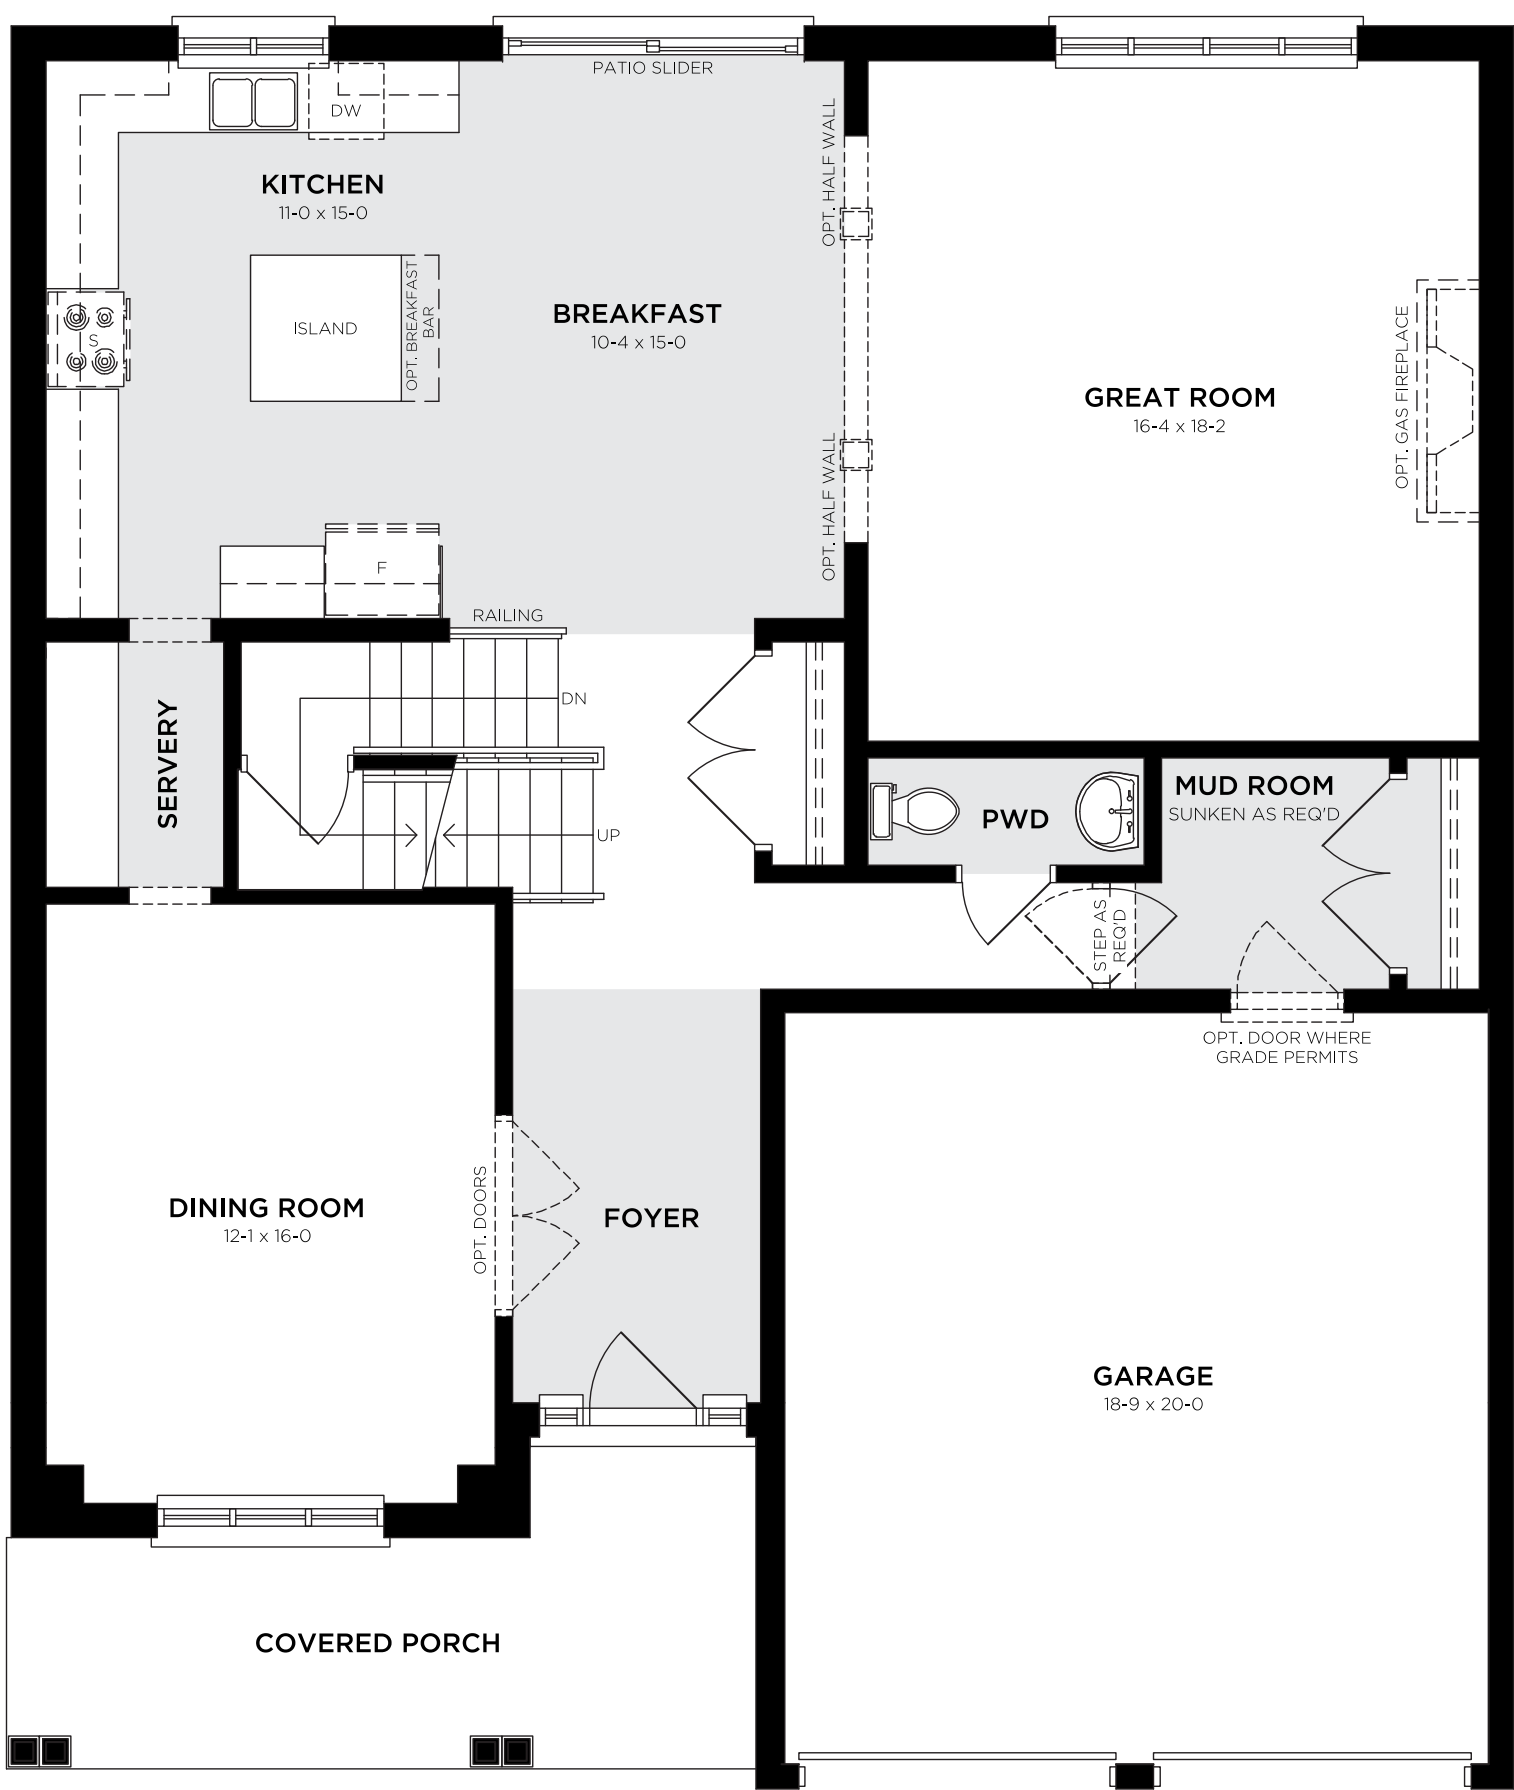 PATIO SLIDER
DW
KITCHEN
11-0 x 15-0
OPT. HALF WALL
ISLAND
OPT. BREAKFAST
BAR
BREAKFAST
10-4 x 15-0
S
GREAT ROOM
16-4 x 18-2
OPT. GAS FIREPLACE
OPT. HALF WALL
F
RAILING
DN
SERVERY
UP
PWD
MUD ROOM
SUNKEN AS REQ'D
STEP AS
REQ'D
OPT. DOOR WHERE
GRADE PERMITS
DINING ROOM
12-1 x 16-0
OPT. DOORS
FOYER
GARAGE
18-9 x 20-0
COVERED PORCH